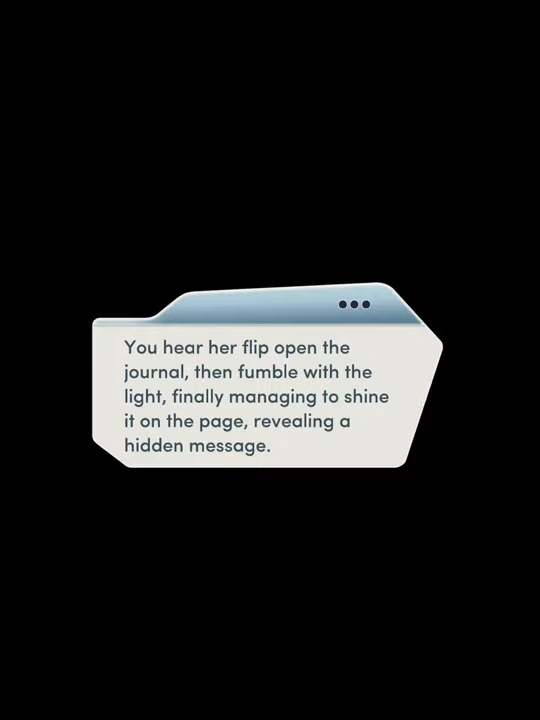 You hear her flip open the
journal, then fumble with the
light, finally managing to shine
it on the page, revealing a
hidden message.